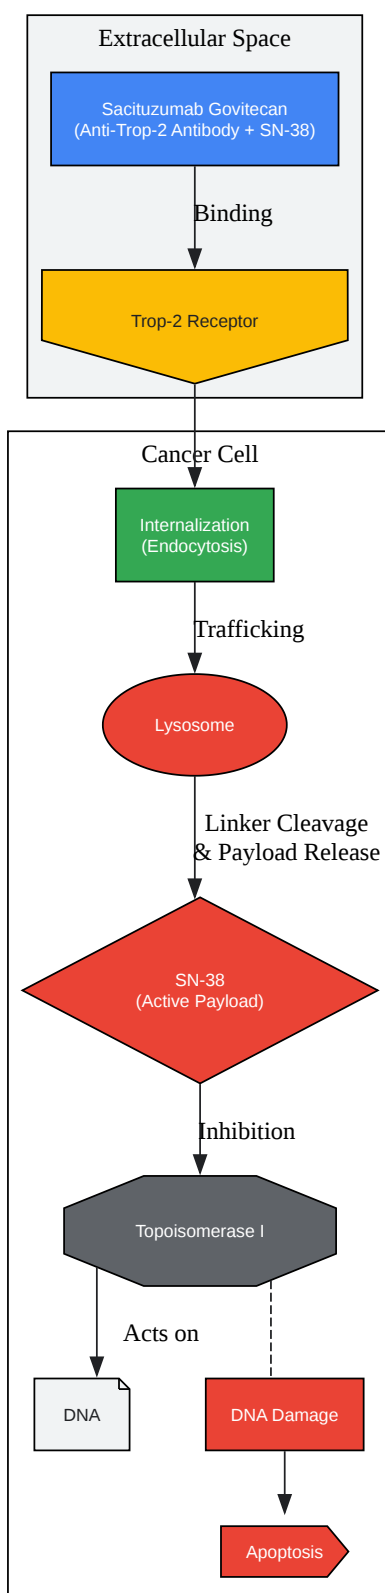 Extracellular Space
Sacituzumab Govitecan
(Anti-Trop-2 Antibody + SN-38)
Binding
Trop-2 Receptor
Cancer Cell
Internalization
(Endocytosis)
Trafficking
Lysosome
Linker Cleavage
& Payload Release
SN-38
(Active Payload)
Inhibition
Topoisomerase I
Acts on
DNA
DNA Damage
Apoptosis